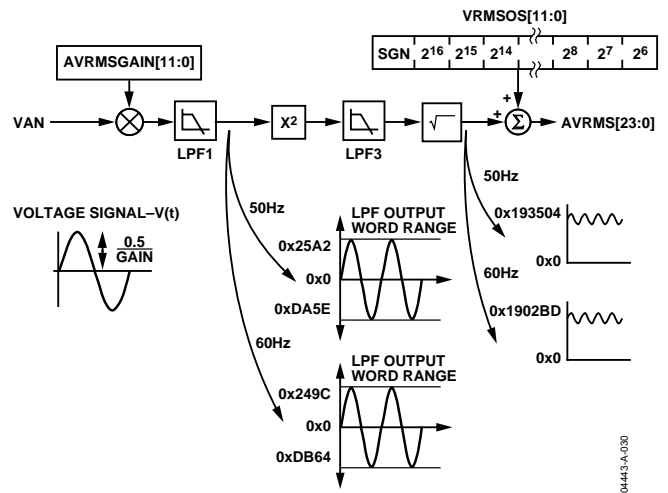 VRMSOS[11:0]
SGN 2^16 2^15 2^14 2^8 2^7 2^6
AVRMSGAIN[11:0]
VAN
LPF1
X^2
LPF3
√
+
+
Σ
AVRMS[23:0]
VOLTAGE SIGNAL–V(t)
0.5
GAIN
50Hz
LPF OUTPUT
WORD RANGE
0x25A2
0x0
0xDA5E
60Hz
LPF OUTPUT
WORD RANGE
0x249C
0x0
0xDB64
50Hz
0x193504
0x0
60Hz
0x1902BD
0x0
04443-A-030